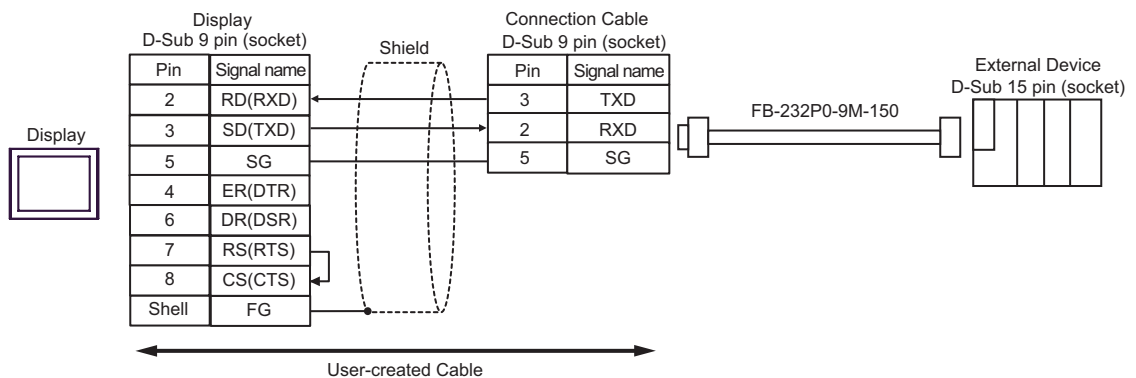 Display
D-Sub 9 pin (socket)
Shield
Connection Cable
D-Sub 9 pin (socket)
External Device
D-Sub 15 pin (socket)
Display
Pin Signal name
2 RD(RXD)
3 SD(TXD)
5 SG
4 ER(DTR)
6 DR(DSR)
7 RS(RTS)
8 CS(CTS)
Shell FG
Pin Signal name
3 TXD
2 RXD
5 SG
FB-232P0-9M-150
User-created Cable